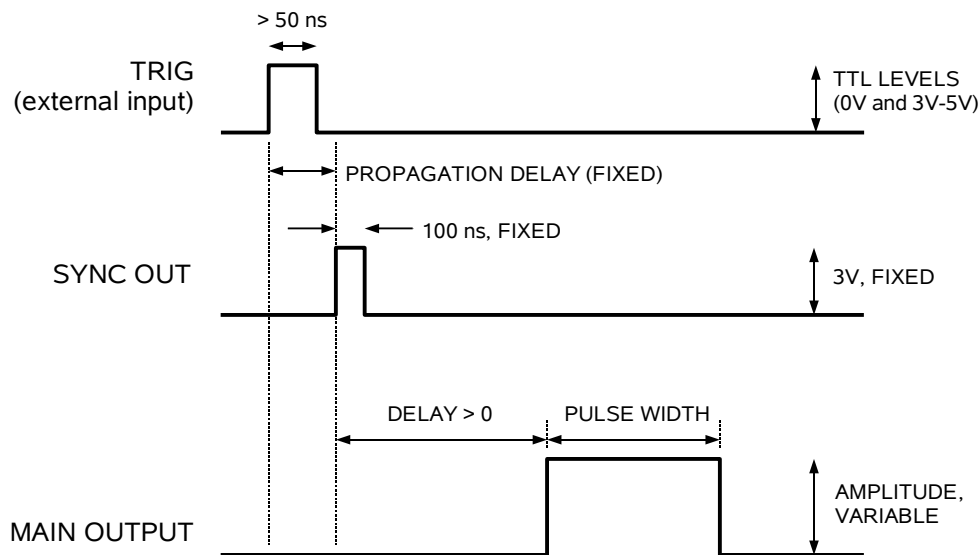 > 50 ns
TRIG
(external input)
TTL LEVELS
(0V and 3V-5V)
PROPAGATION DELAY (FIXED)
100 ns, FIXED
SYNC OUT
3V, FIXED
DELAY > 0
PULSE WIDTH
AMPLITUDE,
VARIABLE
MAIN OUTPUT